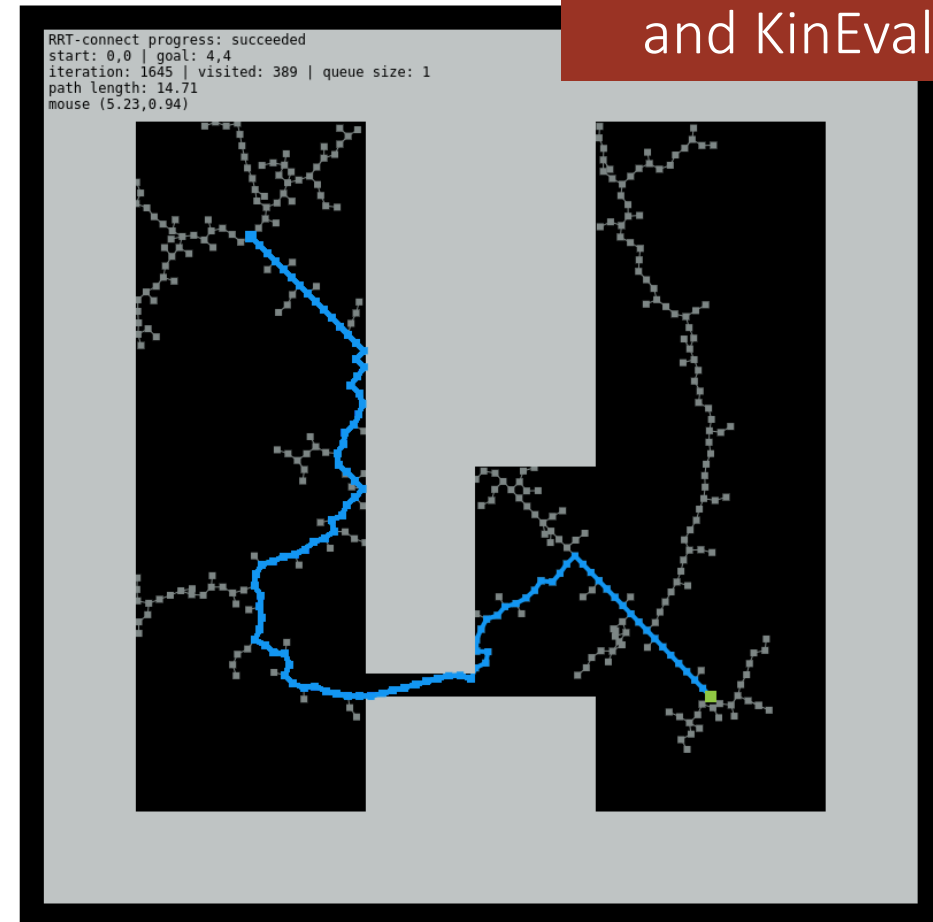 and KinEval
RRT-connect progress: succeeded
start: 0,0 | goal: 4,4
iteration: 1645 | visited: 389 | queue size: 1
path length: 14.71
mouse (5.23,0.94)